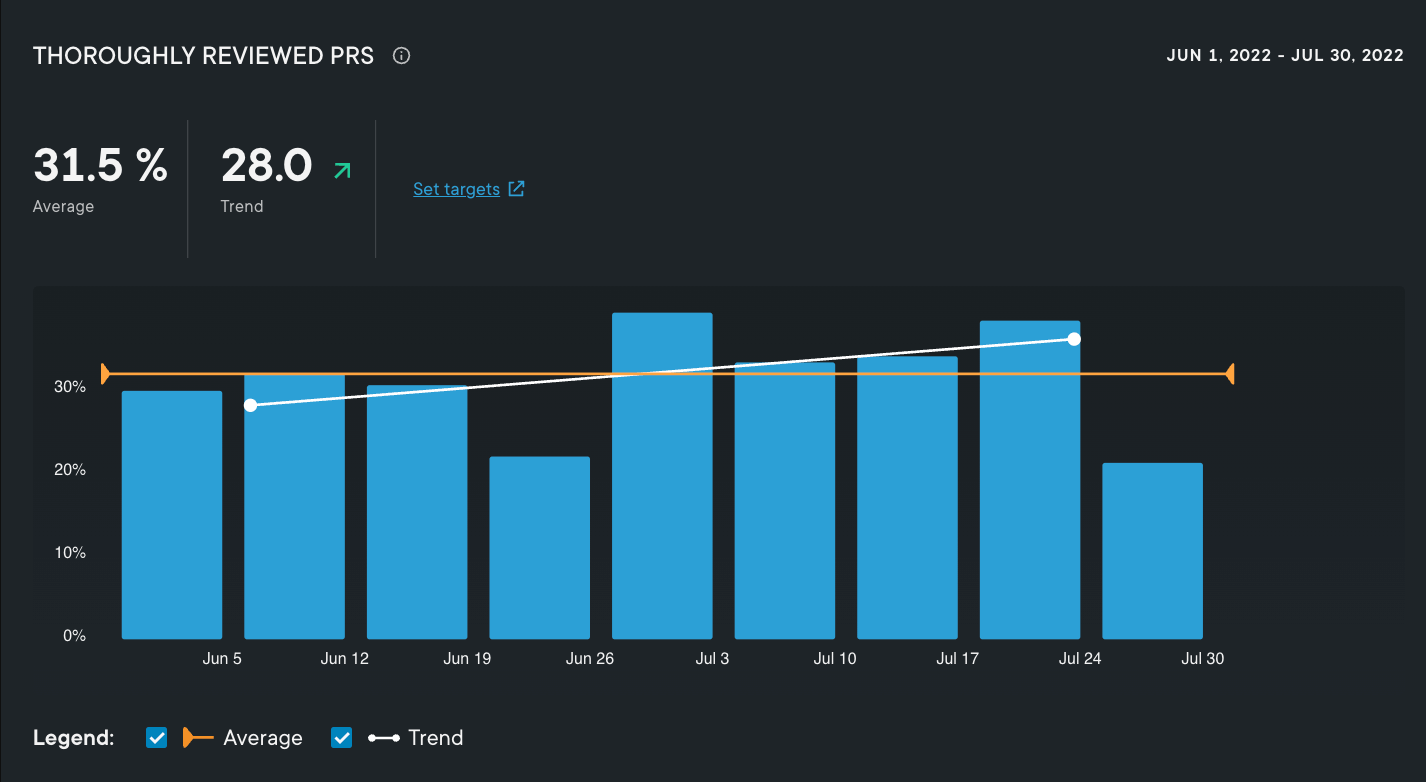 THOROUGHLY REVIEWED PRS
JUN 1, 2022 - JUL 30, 2022
31.5 %
Average
28.0
Trend
Set targets
30%
20%
10%
0%
Jun 5 Jun 12 Jun 19 Jun 26 Jul 3 Jul 10 Jul 17 Jul 24 Jul 30
Legend: Average Trend